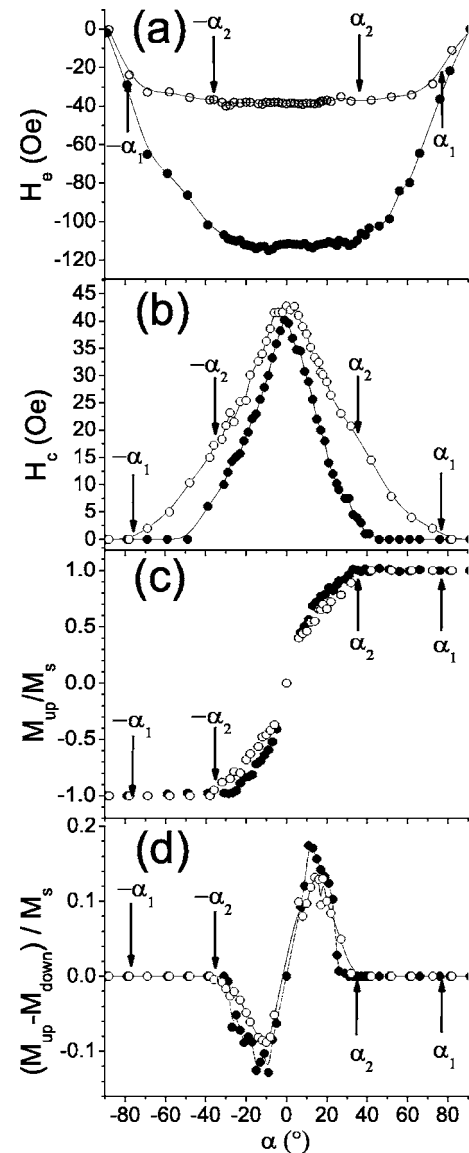 (a)
−α₂
α₂
−α₁
α₁
0
-20
-40
-60
-80
-100
-120
Hₑ (Oe)
(b)
−α₂
α₂
−α₁
α₁
45
40
35
30
25
20
15
10
5
0
H꜀ (Oe)
(c)
−α₁
−α₂
α₂
α₁
1.0
0.5
0.0
-0.5
-1.0
Mᵤₚ/Mₛ
(d)
−α₁
−α₂
α₂
α₁
0.2
0.1
0.0
-0.1
(Mᵤₚ-M_down) / Mₛ
-80 -60 -40 -20 0 20 40 60 80
α (°)